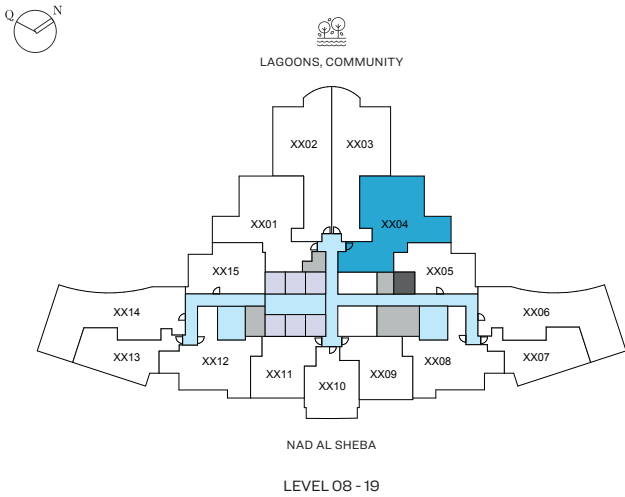 Q N
LAGOONS, COMMUNITY
XX02 XX03
XX01 XX04
XX15 XX05
XX14 XX06
XX13 XX12 XX11 XX10 XX09 XX08 XX07
NAD AL SHEBA
LEVEL 08 - 19